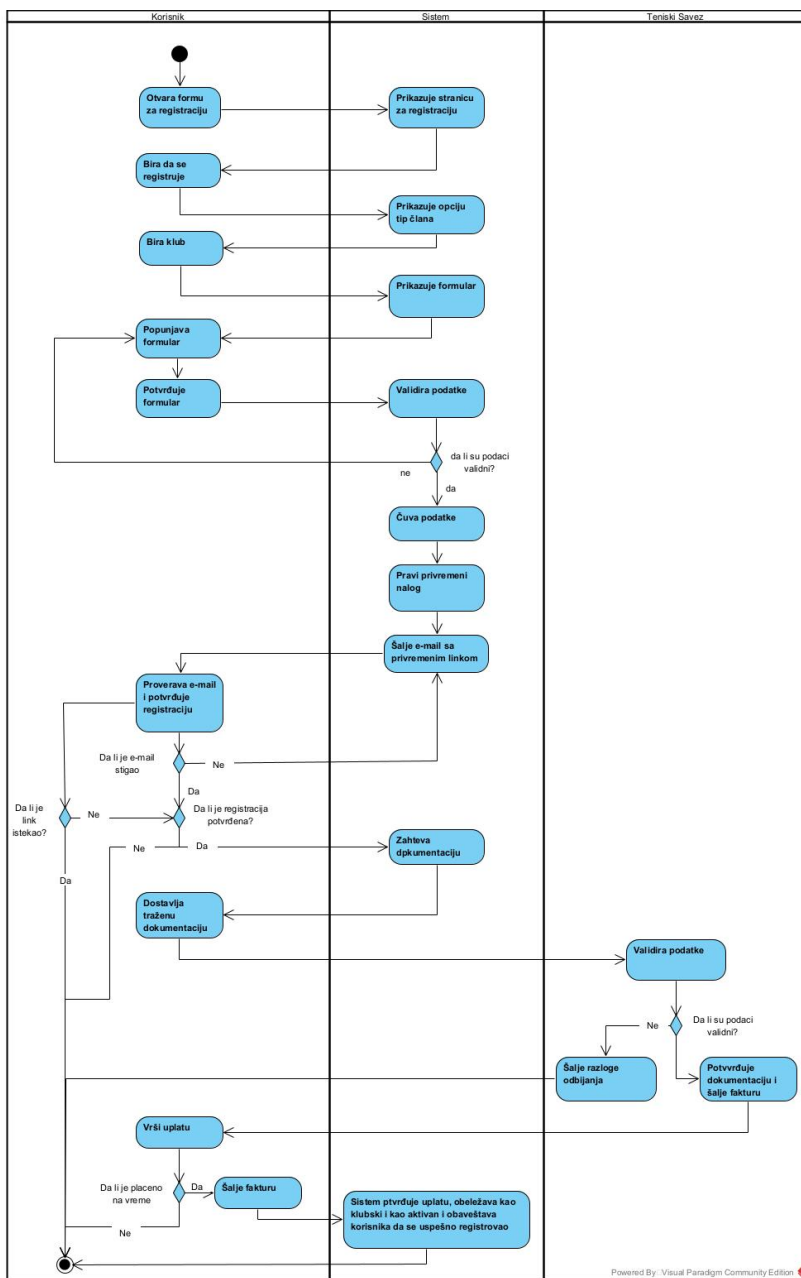 Korisnik
Sistem
Teniski Savez
Otvara formu
za registraciju
Prikazuje stranicu
za registraciju
Bira da se
registruje
Prikazuje opciju
tip člana
Bira klub
Prikazuje formular
Popunjava
formular
Potvrđuje
formular
Validira podatke
da li su podaci
validni?
ne
da
Čuva podatke
Pravi privremeni
nalog
Šalje e-mail sa
privremenim linkom
Proverava e-mail
i potvrđuje
registraciju
Da li je e-mail
stigao
Ne
Da
Da li je
link
istekao?
Ne
Da li je registracija
potvrđena?
Ne
Da
Da
Zahteva
dpkumentaciju
Dostavlja
traženu
dokumentaciju
Validira podatke
Ne
Da li su podaci
validni?
Šalje razloge
odbijanja
Potvvrđuje
dokumentaciju i
šalje fakturu
Vrši uplatu
Da li je placeno
na vreme
Da
Šalje fakturu
Ne
Sistem ptvrđuje uplatu, obeležava kao
klubski i kao aktivan i obaveštava
korisnika da se uspešno registrovao
Powered By: Visual Paradigm Community Edition